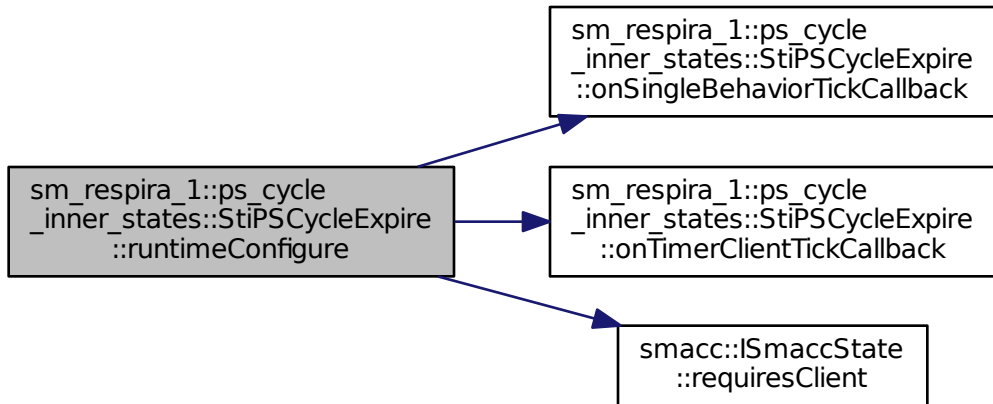 sm_respira_1::ps_cycle
_inner_states::StiPSCycleExpire
::runtimeConfigure
sm_respira_1::ps_cycle
_inner_states::StiPSCycleExpire
::onSingleBehaviorTickCallback
sm_respira_1::ps_cycle
_inner_states::StiPSCycleExpire
::onTimerClientTickCallback
smacc::ISmaccState
::requiresClient